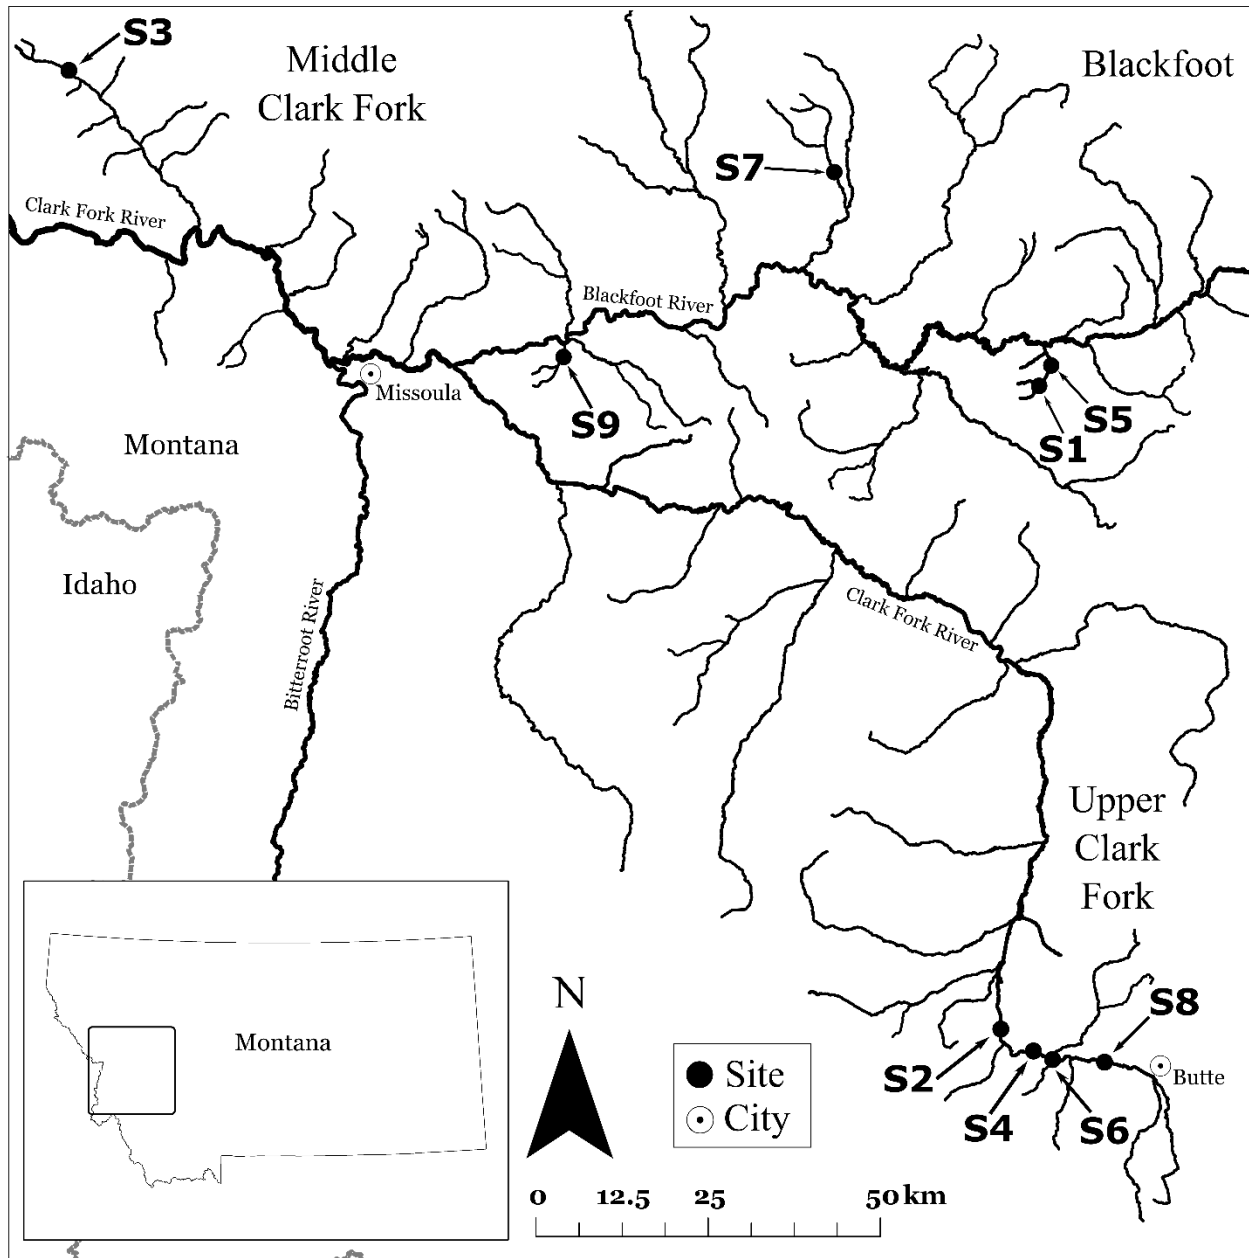 S3
Middle
Clark Fork
Blackfoot
S7
Clark Fork River
Blackfoot River
Missoula
S9
S5
S1
Montana
Idaho
Bitterroot River
Clark Fork River
Upper
Clark
Fork
S8
S2
S4
S6
Butte
Montana
N
Site
City
0 12.5 25 50 km